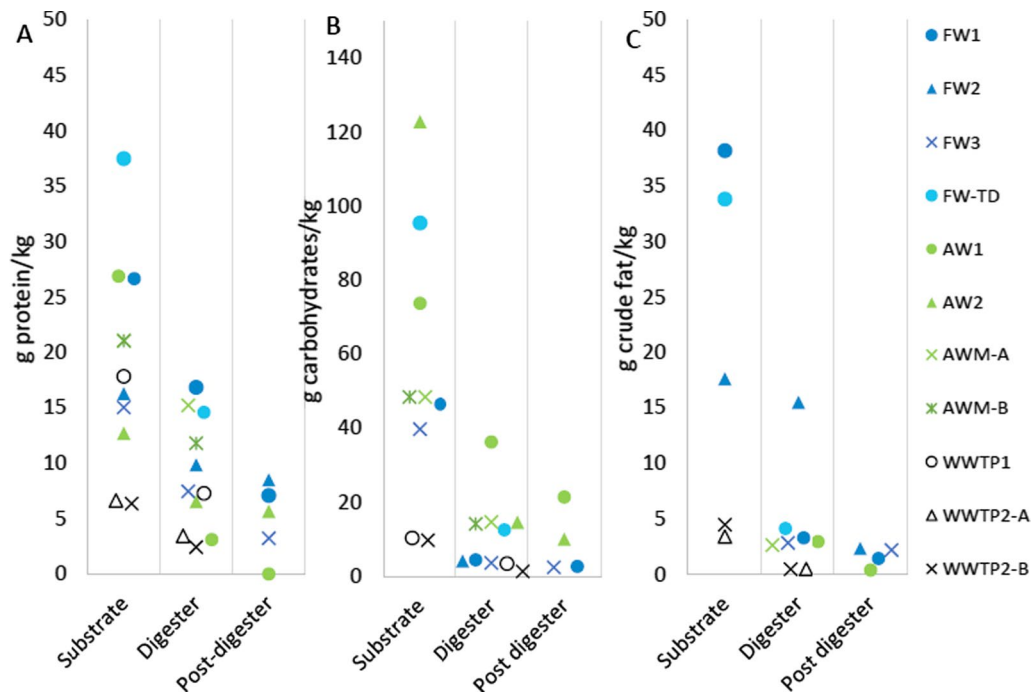 A
g protein/kg
50
45
40
35
30
25
20
15
10
5
0
Substrate
Digester
Post-digester
B
g carbohydrates/kg
140
120
100
80
60
40
20
0
Substrate
Digester
Post digester
C
g crude fat/kg
50
45
40
35
30
25
20
15
10
5
0
Substrate
Digester
Post digester
FW1
FW2
FW3
FW-TD
AW1
AW2
AWM-A
AWM-B
WWTP1
WWTP2-A
WWTP2-B